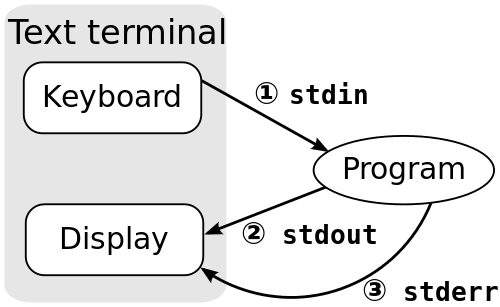 Text terminal
Keyboard
① stdin
Program
Display
② stdout
③ stderr